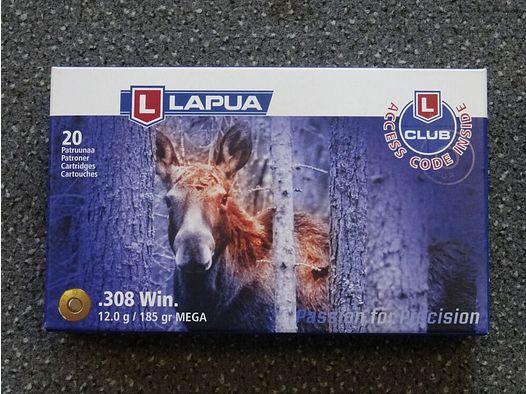 L LAPUA
L
CLUB
ACCESS CODE INSIDE
20
Patruunaa
Patroner
Cartridges
Cartouches
.308 Win.
12.0 g / 185 gr MEGA
Passion for Precision